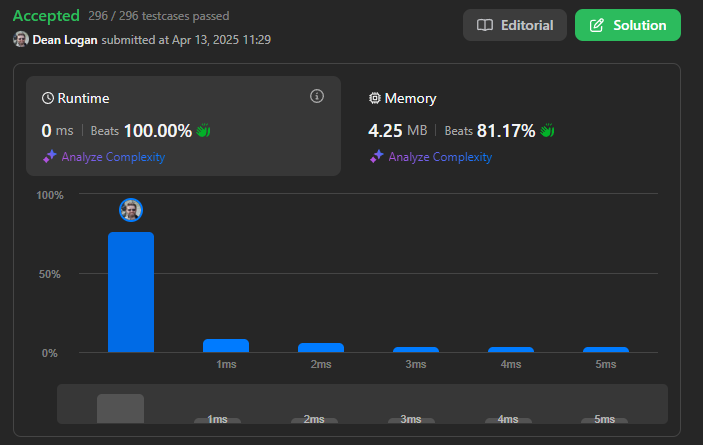 Accepted 296 / 296 testcases passed
Editorial
Solution
Dean Logan submitted at Apr 13, 2025 11:29
Runtime
0 ms | Beats 100.00%
Analyze Complexity
Memory
4.25 MB | Beats 81.17%
Analyze Complexity
100%
50%
0%
1ms 2ms 3ms 4ms 5ms
1ms 2ms 3ms 4ms 5ms